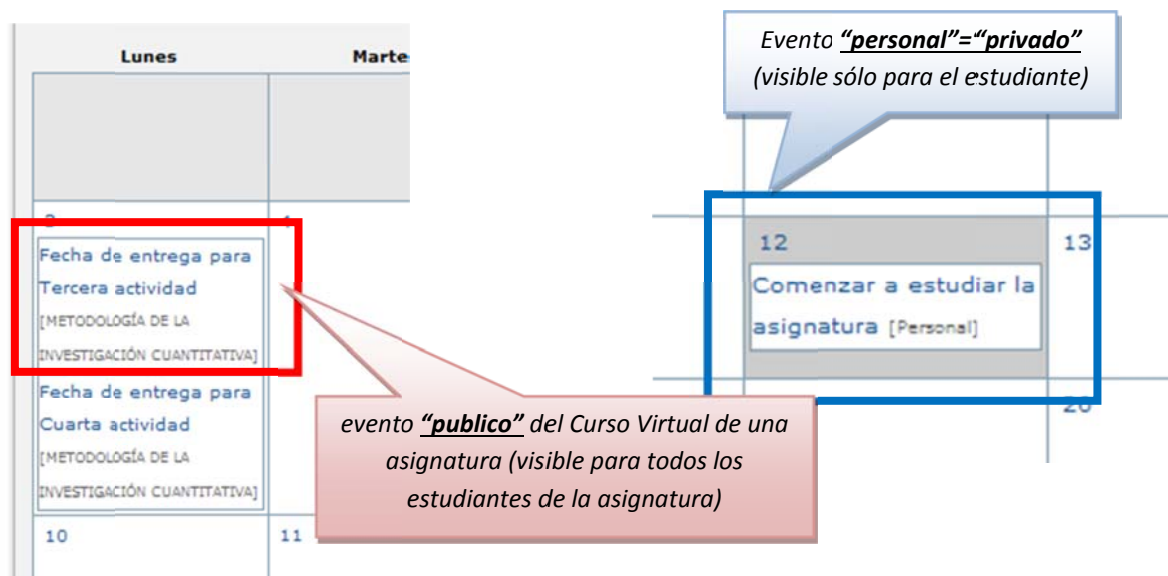 Lunes
Marte
3
4
Fecha de entrega para
Tercera actividad
[METODOLOGÍA DE LA
INVESTIGACIÓN CUANTITATIVA]
Fecha de entrega para
Cuarta actividad
[METODOLOGÍA DE LA
INVESTIGACIÓN CUANTITATIVA]
10
11
evento “publico” del Curso Virtual de una
asignatura (visible para todos los
estudiantes de la asignatura)
Evento “personal”=“privado”
(visible sólo para el estudiante)
12
13
Comenzar a estudiar la
asignatura [Personal]
20